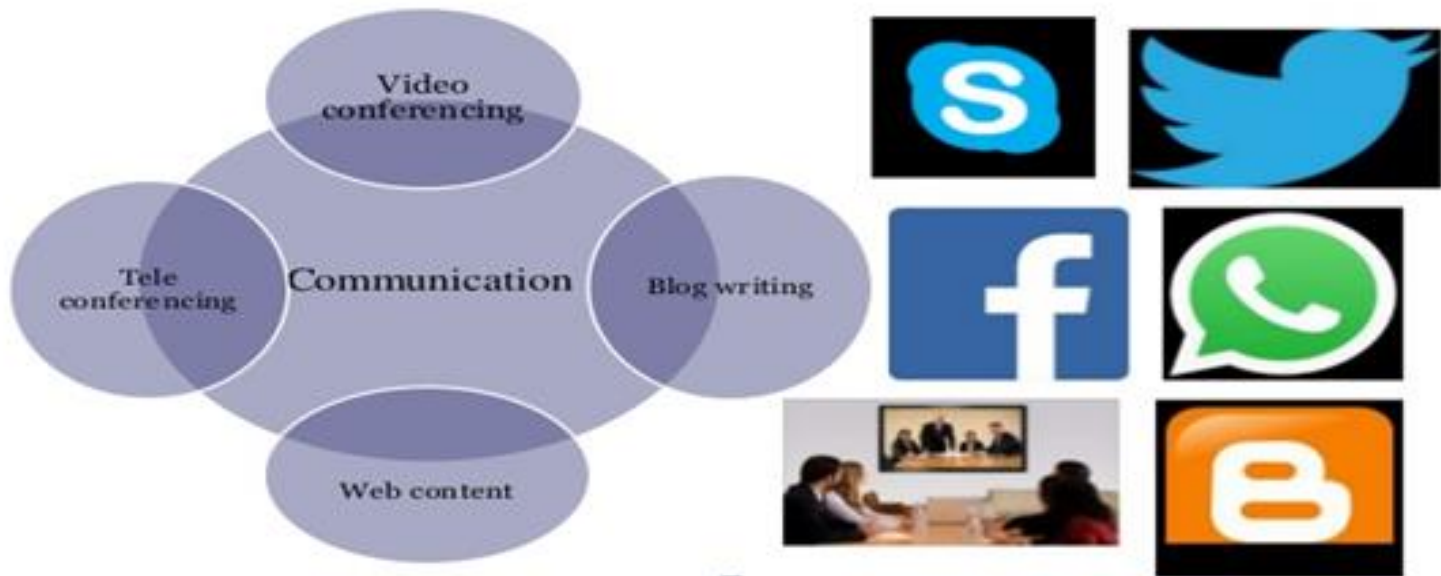 Video
conferencing
Tele
conferencing
Communication
Blog writing
Web content